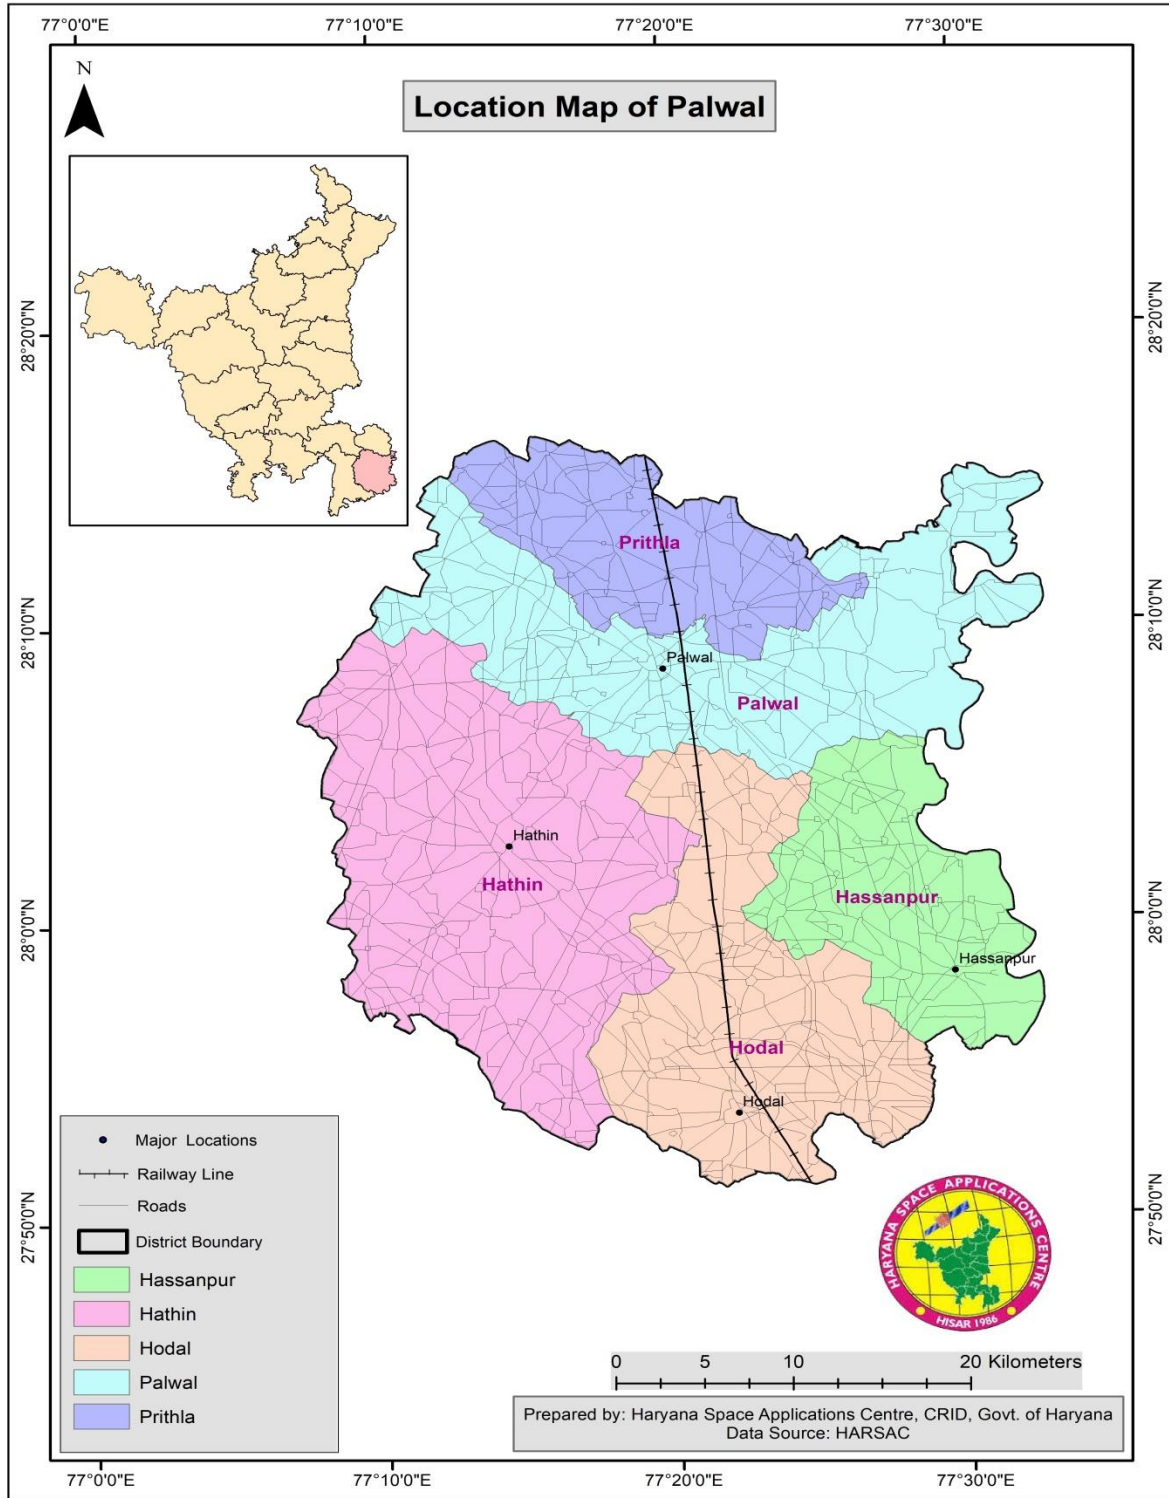 77°0'0"E
77°10'0"E
77°20'0"E
77°30'0"E
N
Location Map of Palwal
28°20'0"N
28°20'0"N
Prithla
28°10'0"N
28°10'0"N
Palwal
Palwal
Hathin
Hathin
Hassanpur
28°0'0"N
28°0'0"N
Hassanpur
Hodal
Hodal
Major Locations
Railway Line
Roads
District Boundary
Hassanpur
Hathin
Hodal
Palwal
Prithla
27°50'0"N
27°50'0"N
HARYANA SPACE APPLICATIONS CENTRE
HISAR 1986
0 5 10 20 Kilometers
Prepared by: Haryana Space Applications Centre, CRID, Govt. of Haryana
Data Source: HARSAC
77°0'0"E
77°10'0"E
77°20'0"E
77°30'0"E